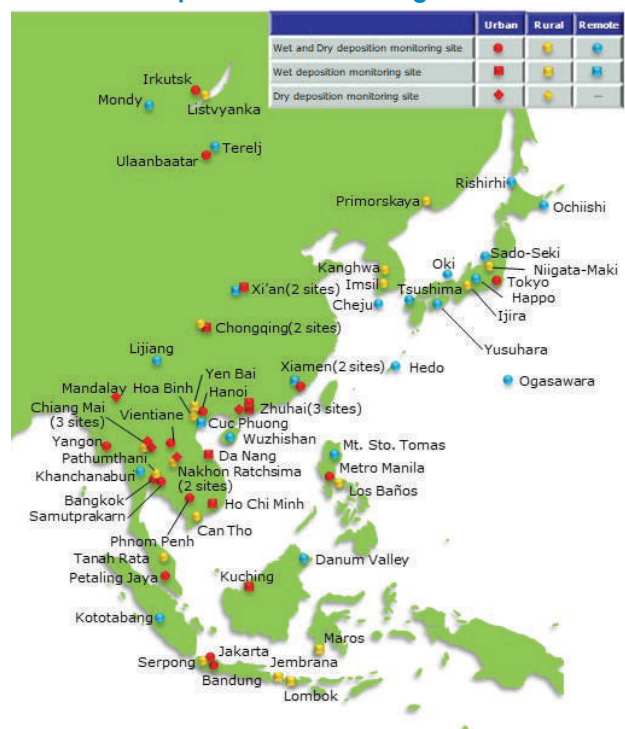 Urban Rural Remote
Wet and Dry deposition monitoring site
Wet deposition monitoring site
Dry deposition monitoring site —
Irkutsk
Mondy
Listvyanka
Terelj
Ulaanbaatar
Rishirhi
Primorskaya
Ochiishi
Sado-Seki
Kanghwa
Oki
Niigata-Maki
Imsil
Tsushima
Tokyo
Xi'an(2 sites)
Happo
Cheju
Ijira
Chongqing(2 sites)
Yusuhara
Lijiang
Yen Bai
Xiamen(2 sites)
Hedo
Mandalay
Hoa Binh
Hanoi
Ogasawara
Chiang Mai
(3 sites)
Vientiane
Zhuhai(3 sites)
Cuc Phuong
Yangon
Wuzhishan
Pathumthani
Da Nang
Mt. Sto. Tomas
Khanchanaburi
Nakhon Ratchsima
(2 sites)
Metro Manila
Bangkok
Los Baños
Samutprakarn
Ho Chi Minh
Can Tho
Phnom Penh
Tanah Rata
Danum Valley
Petaling Jaya
Kuching
Kototabang
Maros
Jakarta
Serpong
Jembrana
Bandung
Lombok